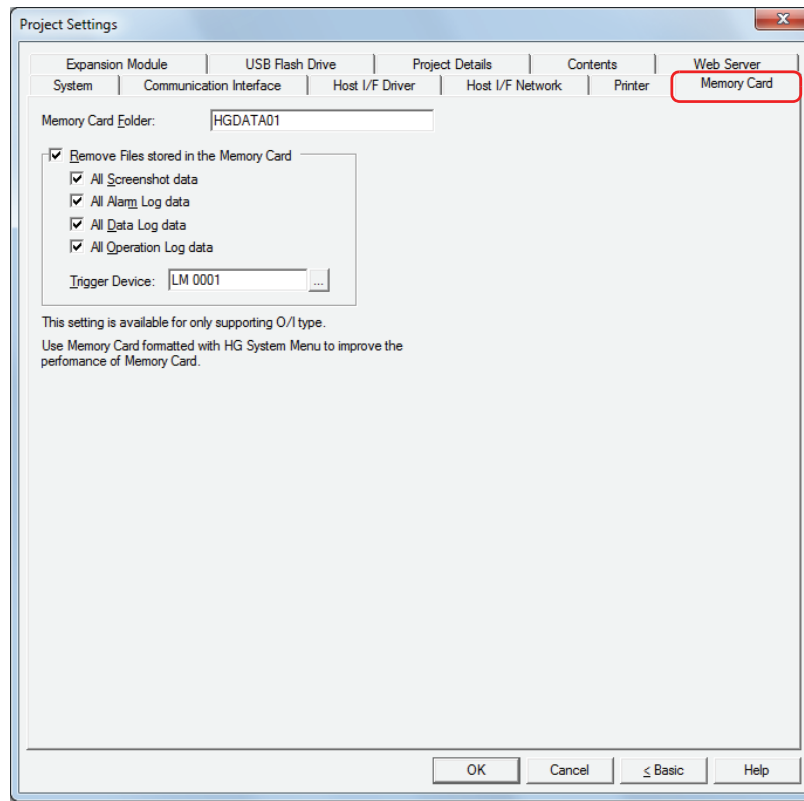 Project Settings
Expansion Module
USB Flash Drive
Project Details
Contents
Web Server
System
Communication Interface
Host I/F Driver
Host I/F Network
Printer
Memory Card
Memory Card Folder: HGDATA01
Remove Files stored in the Memory Card
All Screenshot data
All Alarm Log data
All Data Log data
All Operation Log data
Trigger Device: LM 0001 ...
This setting is available for only supporting O/I type.
Use Memory Card formatted with HG System Menu to improve the
perfomance of Memory Card.
OK
Cancel
< Basic
Help